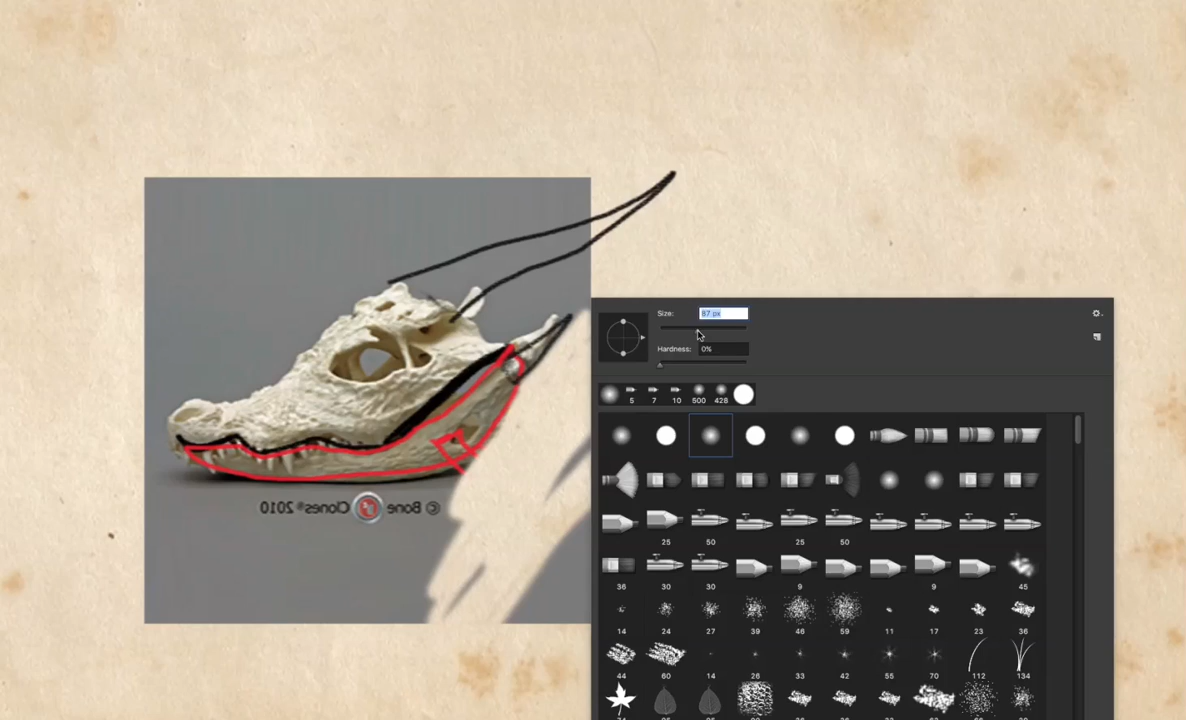 Size: 87 px
Hardness: 0%
5 7 10 500 428
25 50 25 50
36 30 30 9 9 45
14 24 27 39 46 59 11 17 23 36
44 60 14 26 33 42 55 70 112 134
© Bone Clones® 2010